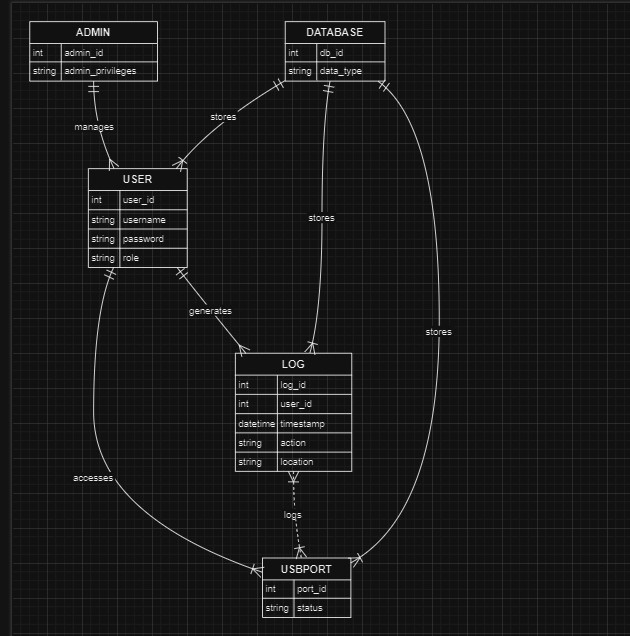 ADMIN
int admin_id
string admin_privileges
DATABASE
int db_id
string data_type
manages
stores
USER
int user_id
string username
string password
string role
stores
generates
stores
LOG
int log_id
int user_id
datetime timestamp
string action
string location
accesses
logs
USBPORT
int port_id
string status